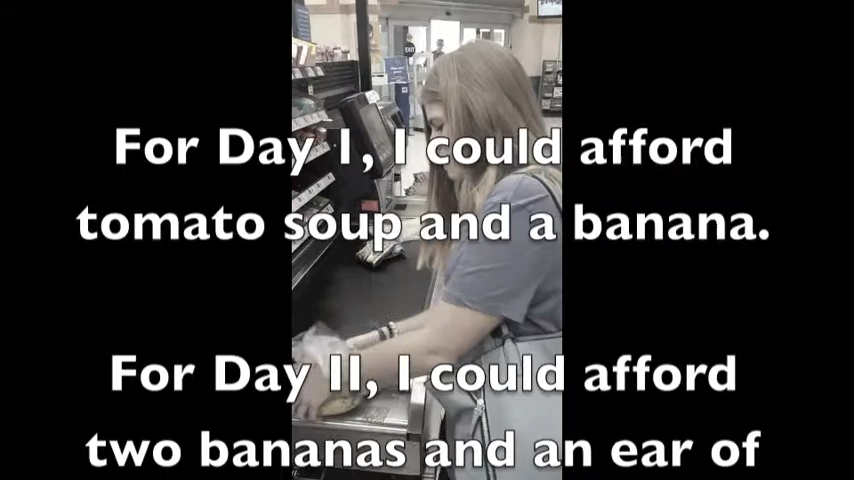 EXIT
For Day I, I could afford
tomato soup and a banana.
For Day II, I could afford
two bananas and an ear of